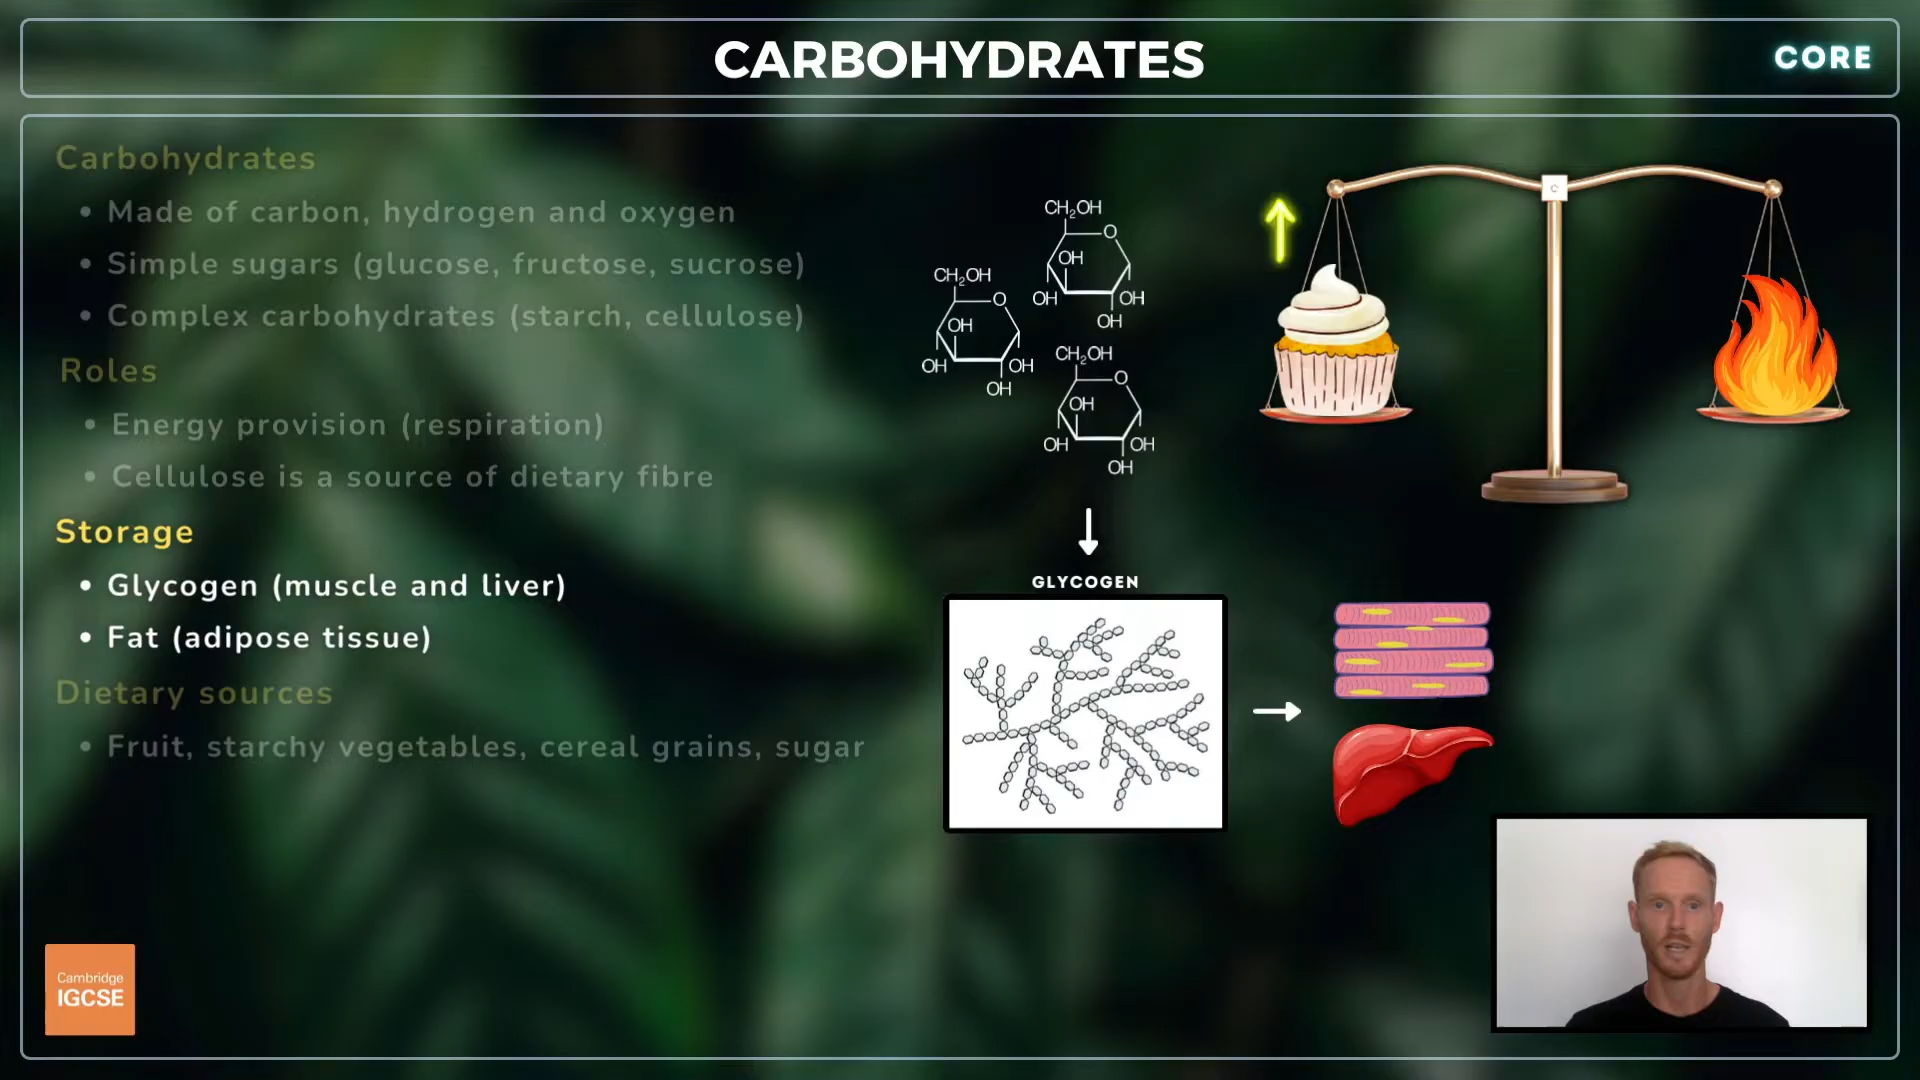 CARBOHYDRATES
CORE
Carbohydrates
• Made of carbon, hydrogen and oxygen
• Simple sugars (glucose, fructose, sucrose)
• Complex carbohydrates (starch, cellulose)
Roles
• Energy provision (respiration)
• Cellulose is a source of dietary fibre
Storage
• Glycogen (muscle and liver)
• Fat (adipose tissue)
Dietary sources
• Fruit, starchy vegetables, cereal grains, sugar
CH₂OH
O
OH
OH
OH
OH
CH₂OH
O
OH
OH
OH
OH
CH₂OH
O
OH
OH
OH
OH
GLYCOGEN
C
Cambridge
IGCSE